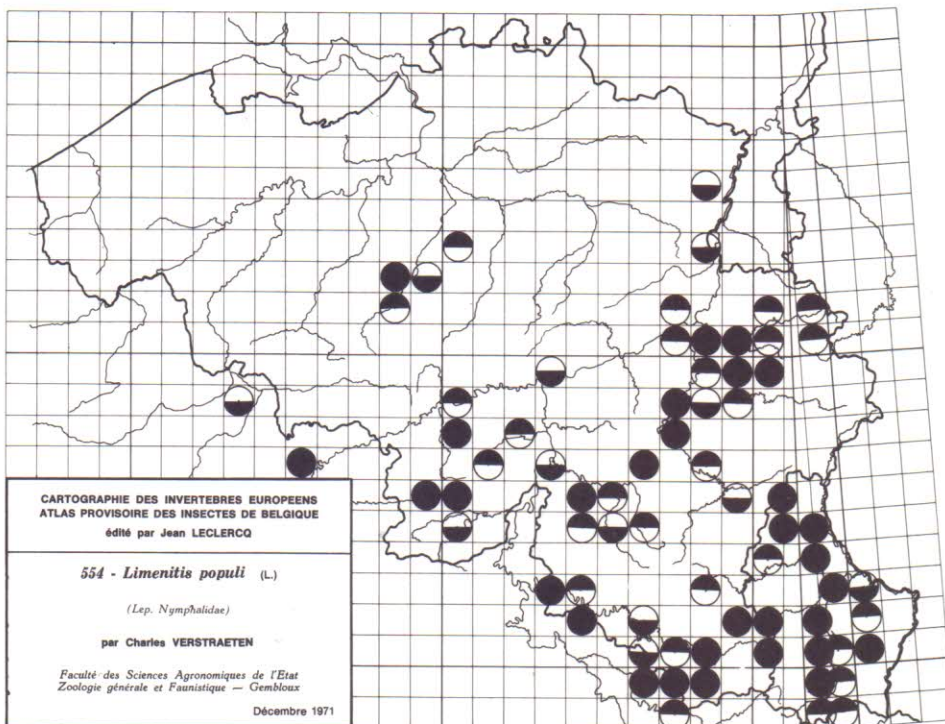 CARTOGRAPHIE DES INVERTEBRES EUROPEENS
ATLAS PROVISOIRE DES INSECTES DE BELGIQUE
édité par Jean LECLERCQ
554 - Limenitis populi (L.)
(Lep. Nymphalidae)
par Charles VERSTRAETEN
Faculté des Sciences Agronomiques de l'Etat
Zoologie générale et Faunistique — Gembloux
Décembre 1971